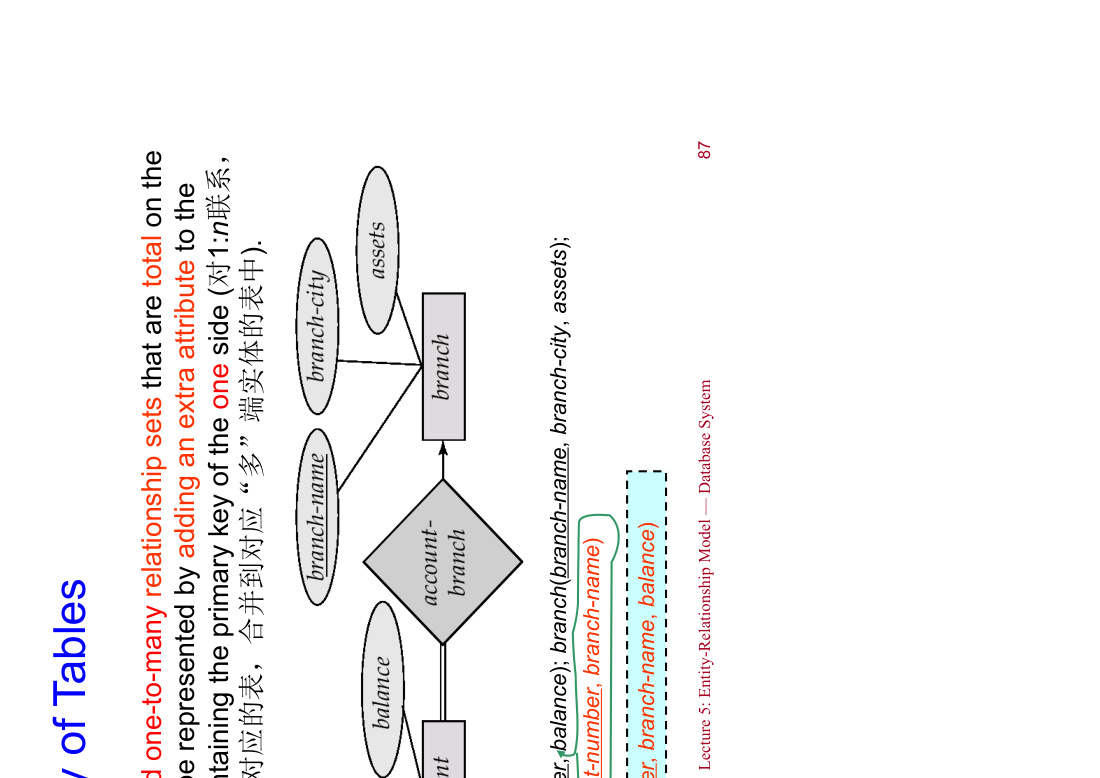 y of Tables
d one-to-many relationship sets that are total on the
be represented by adding an extra attribute to the
ntaining the primary key of the one side (对1:n联系，
对应的表，合并到对应“多”端实体的表中).
branch-name
branch-city
assets
balance
account-
branch
branch
nt
er, balance); branch(branch-name, branch-city, assets);
t-number, branch-name)
er, branch-name, balance)
Lecture 5: Entity-Relationship Model — Database System
87